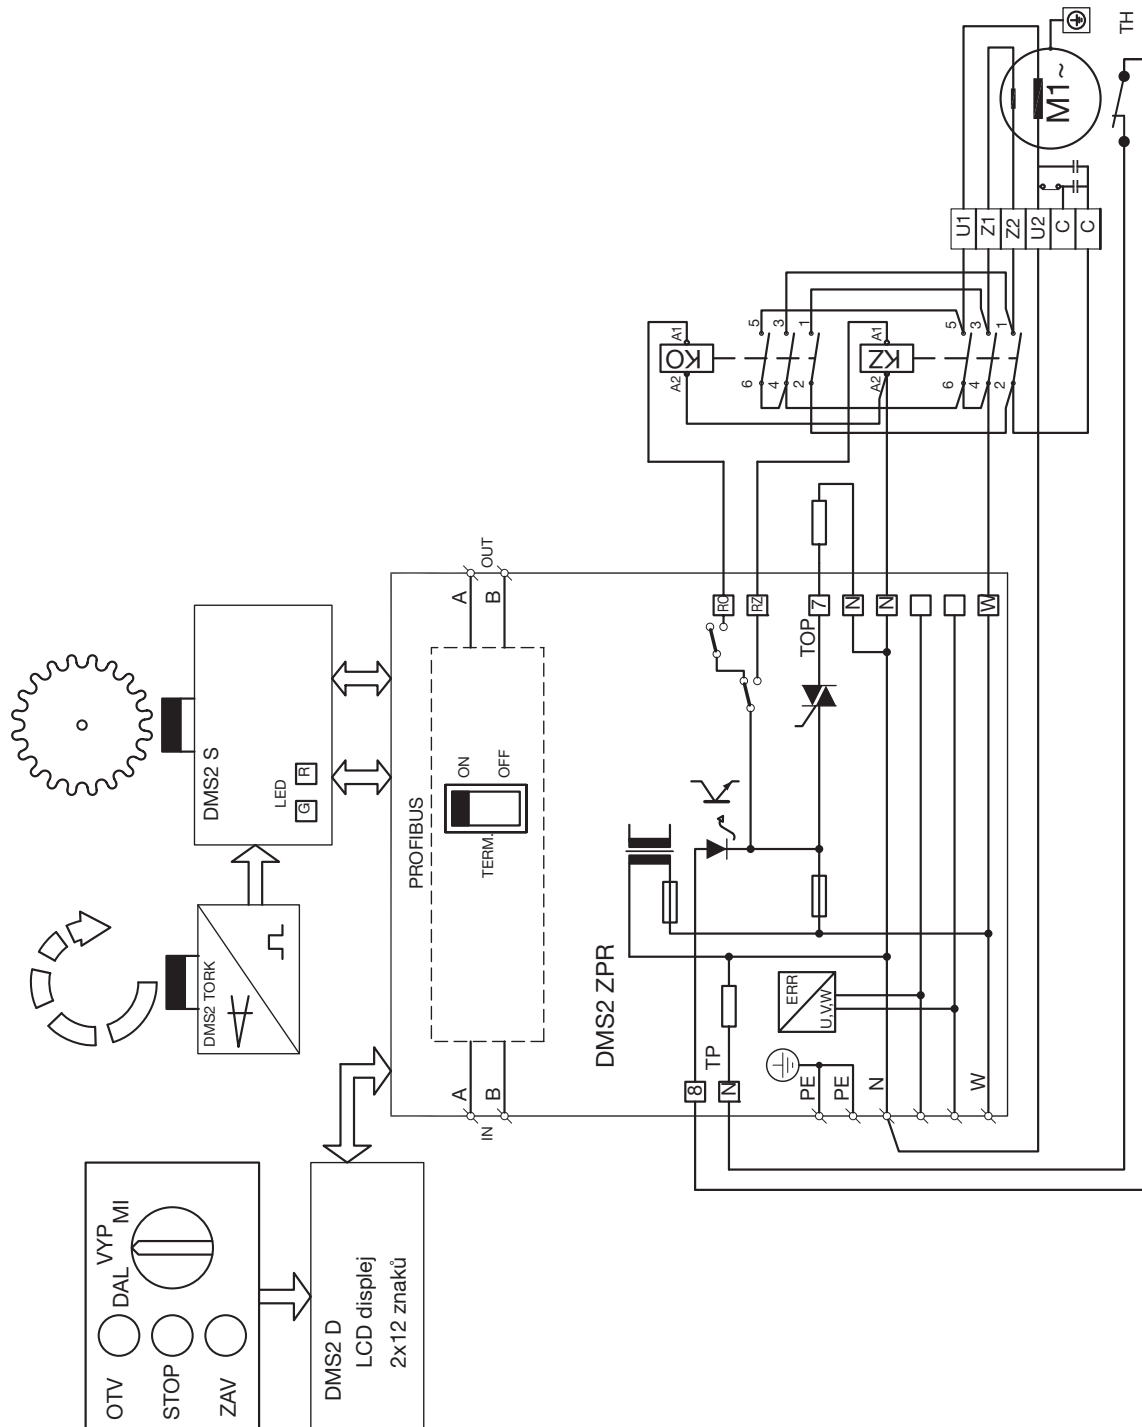 OTV
STOP
ZAV
DAL
VYP
MI
DMS2 D
LCD displej
2x12 znaků
DMS2 TORK
DMS2 S
LED
G
R
PROFIBUS
TERM.
ON
OFF
IN
A
B
A
B
OUT
DMS2 ZPR
8
N
TP
PE
PE
N
W
ERR
U,V,W
TOP
RO
RZ
7
N
N
W
KO
A1
A2
5
3
1
6
4
2
KZ
A1
A2
5
3
1
6
4
2
U1
Z1
Z2
U2
C
C
M1~
TH